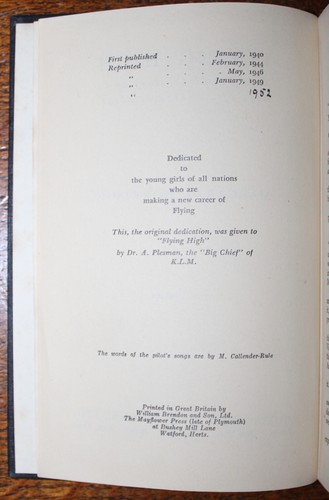 First published . . . January, 1940
Reprinted . . . February, 1944
" . . . May, 1946
" . . . January, 1949
" 1952
Dedicated
to
the young girls of all nations
who are
making a new career of
Flying
This, the original dedication, was given to
"Flying High"
by Dr. A. Plesman, the "Big Chief" of
K.L.M.
The words of the pilot's songs are by M. Callender-Rule
Printed in Great Britain by
William Brendon and Son, Ltd.
The Mayflower Press (late of Plymouth)
at Bushey Mill Lane
Watford, Herts.